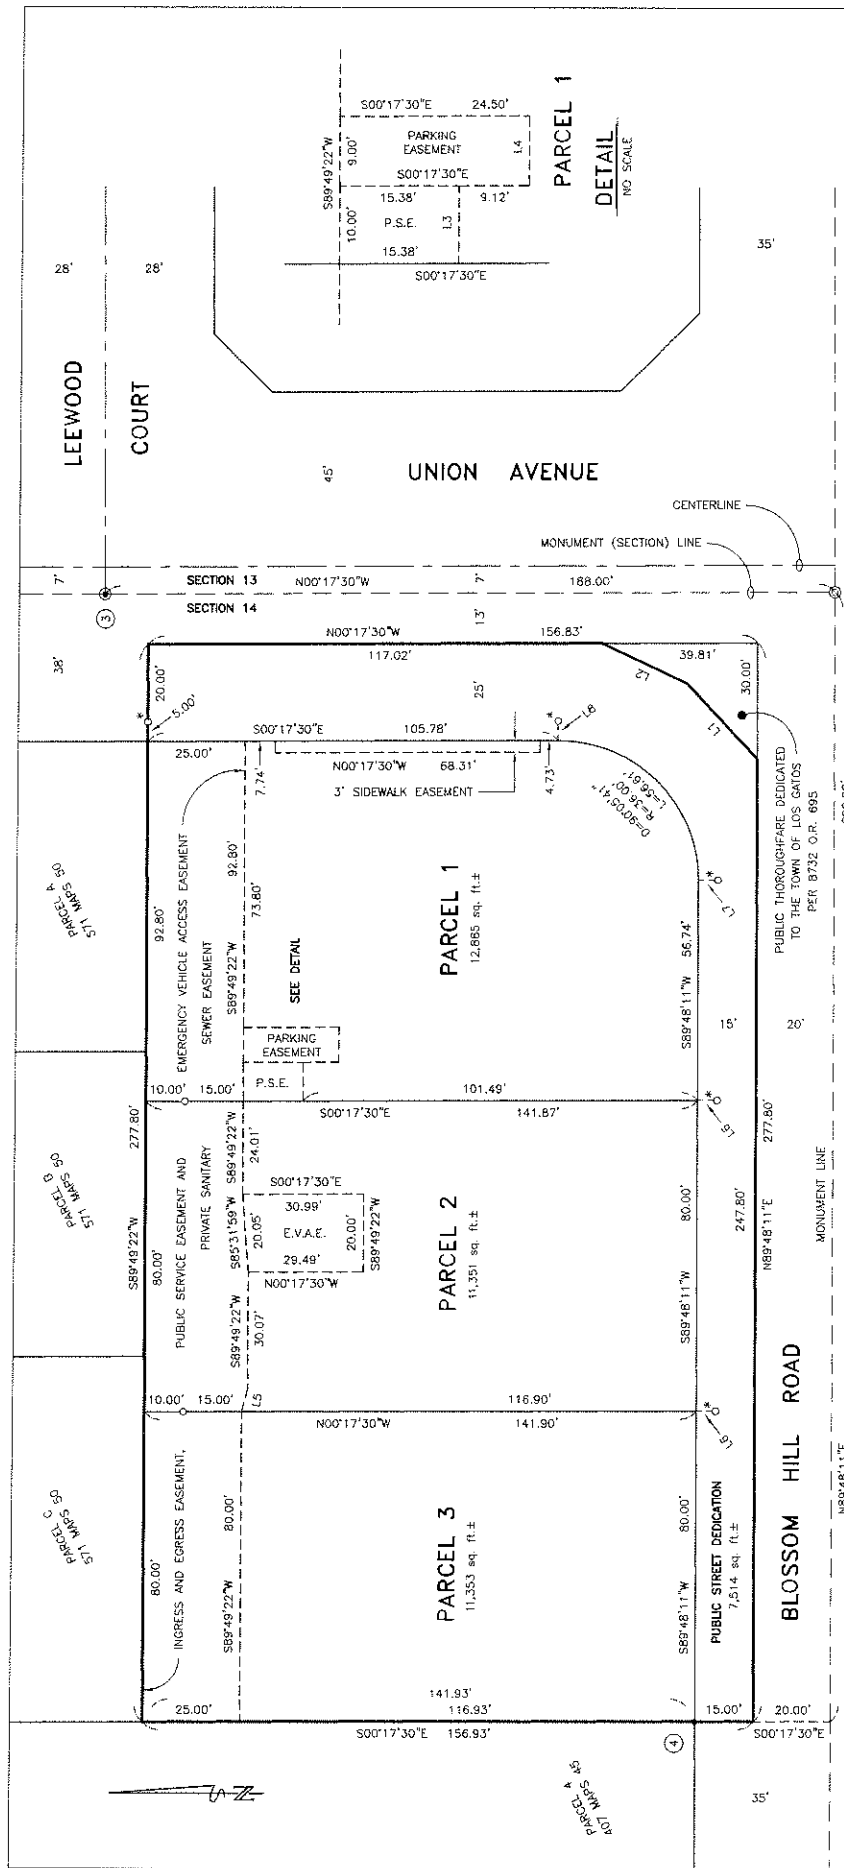 LEEWOOD
COURT
28'
28'
S89°49'22"W
9.00'
10.00'
S00°17'30"E
24.50'
PARKING
EASEMENT
L4
S00°17'30"E
15.38'
9.12'
P.S.E.
L3
15.38'
S00°17'30"E
PARCEL 1
DETAIL
NO SCALE
35'
45'
UNION AVENUE
CENTERLINE
MONUMENT (SECTION) LINE
7'
SECTION 13
N00°17'30"W
7'
188.00'
3
SECTION 14
13'
38'
N00°17'30"W
156.83'
117.02'
39.81'
20.00'
L2
30.00'
25'
*
5.00'
*
L8
L1
S00°17'30"E
105.78'
25.00'
7.74'
N00°17'30"W
68.31'
4.73'
3' SIDEWALK EASEMENT
D=90°05'41"
R=36.00'
L=56.61'
PUBLIC THOROUGHFARE DEDICATED
TO THE TOWN OF LOS GATOS
PER 8732 O.R. 695
PARCEL A
571 MAPS 50
92.80'
EMERGENCY VEHICLE ACCESS EASEMENT
SEWER EASEMENT
S89°49'22"W
92.80'
73.80'
SEE DETAIL
PARCEL 1
12,865 sq. ft.±
*
L7
56.74'
S89°48'11"W
15'
20'
PARKING
EASEMENT
P.S.E.
10.00'
15.00'
101.49'
S00°17'30"E
141.87'
*
L6
277.80'
277.80'
PARCEL B
571 MAPS 50
S89°49'22"W
80.00'
PUBLIC SERVICE EASEMENT AND
PRIVATE SANITARY
S89°49'22"W
24.01'
S00°17'30"E
30.99'
S85°31'59"W
20.05'
E.V.A.E.
29.49'
20.00'
S89°49'22"W
N00°17'30"W
S89°49'22"W
30.07'
PARCEL 2
11,351 sq. ft.±
80.00'
S89°48'11"W
247.80'
N89°48'11"E
MONUMENT LINE
10.00'
15.00'
L5
116.90'
N00°17'30"W
141.90'
*
L6
PARCEL C
571 MAPS 50
80.00'
INGRESS AND EGRESS EASEMENT,
S89°49'22"W
80.00'
PARCEL 3
11,353 sq. ft.±
80.00'
S89°48'11"W
PUBLIC STREET DEDICATION
7,514 sq. ft.±
BLOSSOM HILL ROAD
N89°48'11"E
25.00'
141.93'
116.93'
15.00'
20.00'
S00°17'30"E
156.93'
S00°17'30"E
4
N
PARCEL A
407 MAPS 45
35'